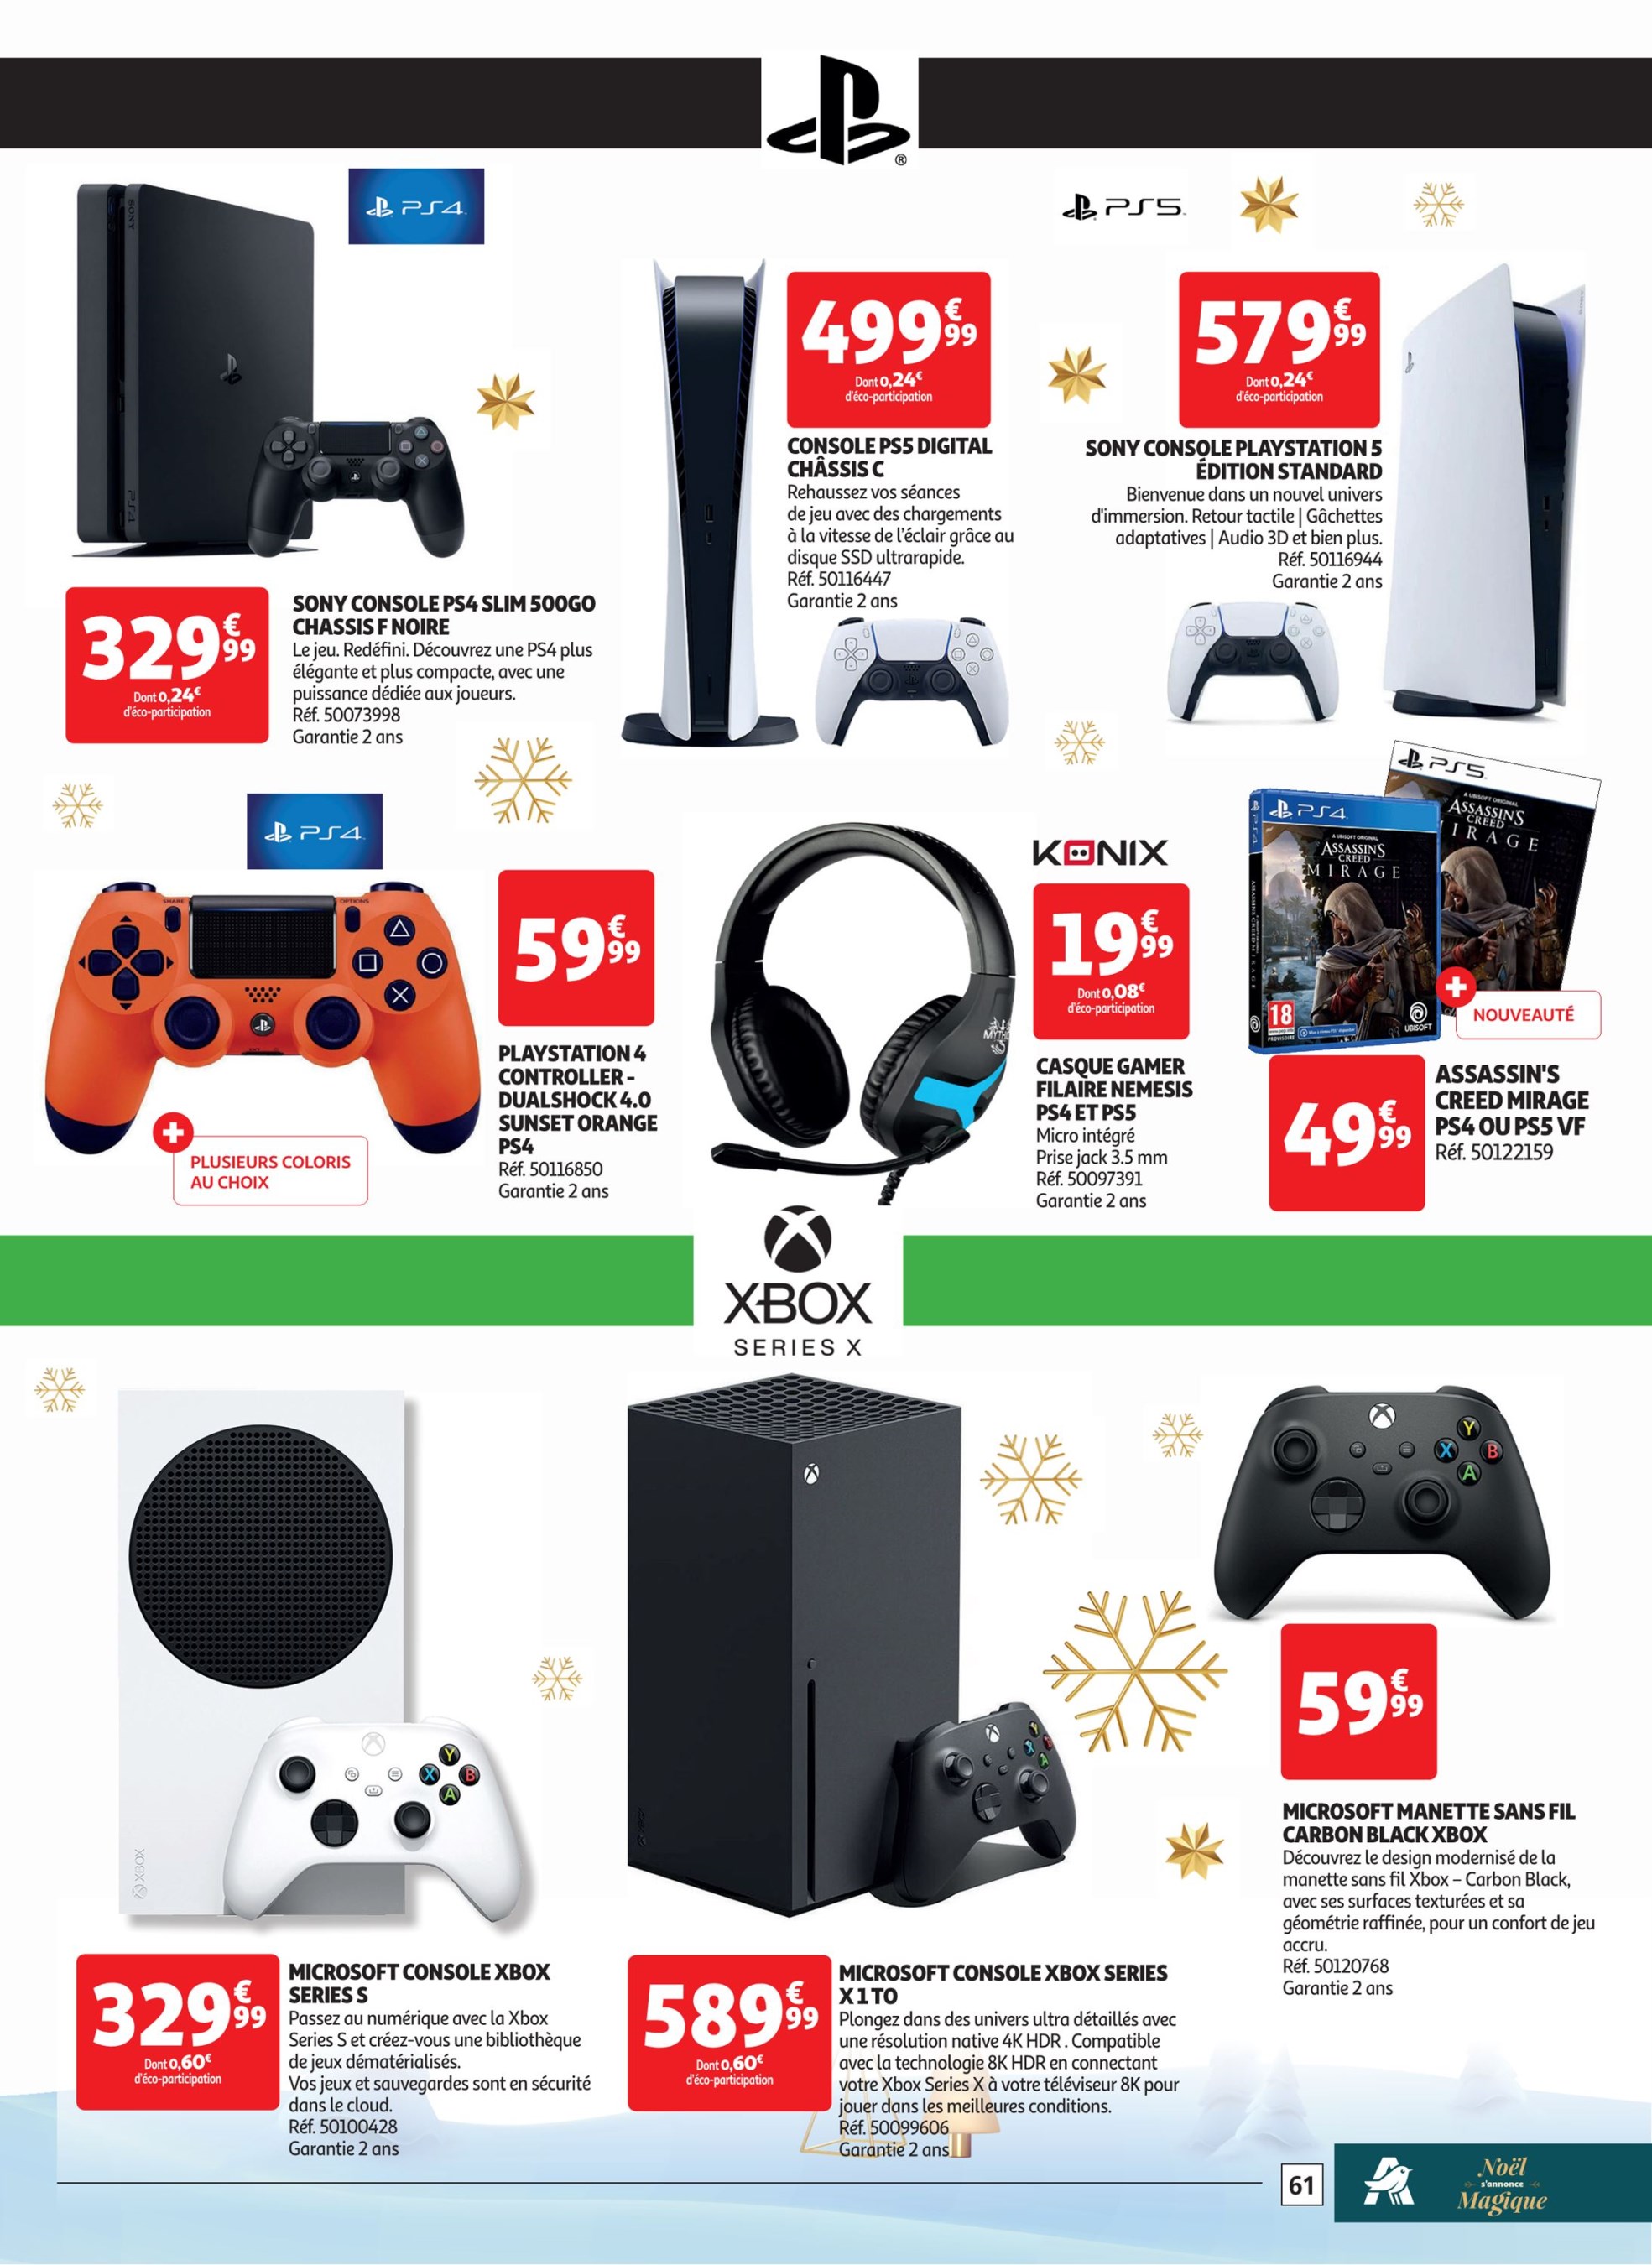 PS4
PS5
499€99
Dont 0,24€
d'éco-participation
CONSOLE PS5 DIGITAL
CHÂSSIS C
Rehaussez vos séances
de jeu avec des chargements
à la vitesse de l'éclair grâce au
disque SSD ultrarapide.
Réf. 50116447
Garantie 2 ans
579€99
Dont 0,24€
d'éco-participation
SONY CONSOLE PLAYSTATION 5
ÉDITION STANDARD
Bienvenue dans un nouvel univers
d'immersion. Retour tactile | Gâchettes
adaptatives | Audio 3D et bien plus.
Réf. 50116944
Garantie 2 ans
SONY
PS4
329€99
Dont 0,24€
d'éco-participation
SONY CONSOLE PS4 SLIM 500GO
CHASSIS F NOIRE
Le jeu. Redéfini. Découvrez une PS4 plus
élégante et plus compacte, avec une
puissance dédiée aux joueurs.
Réf. 50073998
Garantie 2 ans
PS4
SHARE
OPTIONS
+
PLUSIEURS COLORIS
AU CHOIX
59€99
PLAYSTATION 4
CONTROLLER -
DUALSHOCK 4.0
SUNSET ORANGE
PS4
Réf. 50116850
Garantie 2 ans
KONIX
19€99
Dont 0,08€
d'éco-participation
CASQUE GAMER
FILAIRE NEMESIS
PS4 ET PS5
Micro intégré
Prise jack 3.5 mm
Réf. 50097391
Garantie 2 ans
PS5
A UBISOFT ORIGINAL
ASSASSIN'S
CREED
MIRAGE
PS4
A UBISOFT ORIGINAL
ASSASSIN'S
CREED
MIRAGE
18
UBISOFT
+
NOUVEAUTÉ
49€99
ASSASSIN'S
CREED MIRAGE
PS4 OU PS5 VF
Réf. 50122159
XBOX
SERIES X
XBOX
Y
X
B
A
329€99
Dont 0,60€
d'éco-participation
MICROSOFT CONSOLE XBOX
SERIES S
Passez au numérique avec la Xbox
Series S et créez-vous une bibliothèque
de jeux dématérialisés.
Vos jeux et sauvegardes sont en sécurité
dans le cloud.
Réf. 50100428
Garantie 2 ans
589€99
Dont 0,60€
d'éco-participation
MICROSOFT CONSOLE XBOX SERIES
X 1 TO
Plongez dans des univers ultra détaillés avec
une résolution native 4K HDR . Compatible
avec la technologie 8K HDR en connectant
votre Xbox Series X à votre téléviseur 8K pour
jouer dans les meilleures conditions.
Réf. 50099606
Garantie 2 ans
Y
X
B
A
59€99
MICROSOFT MANETTE SANS FIL
CARBON BLACK XBOX
Découvrez le design modernisé de la
manette sans fil Xbox – Carbon Black,
avec ses surfaces texturées et sa
géométrie raffinée, pour un confort de jeu
accru.
Réf. 50120768
Garantie 2 ans
61
Noël
s'annonce
Magique